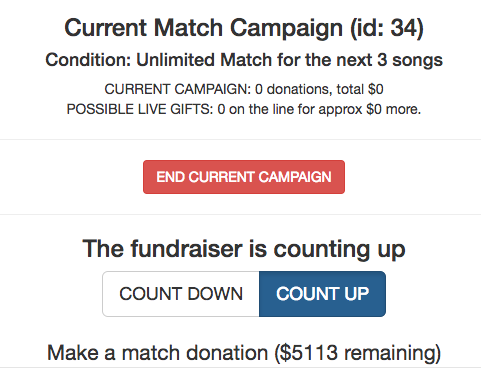 Current Match Campaign (id: 34)
Condition: Unlimited Match for the next 3 songs
CURRENT CAMPAIGN: 0 donations, total $0
POSSIBLE LIVE GIFTS: 0 on the line for approx $0 more.
END CURRENT CAMPAIGN
The fundraiser is counting up
COUNT DOWN COUNT UP
Make a match donation ($5113 remaining)